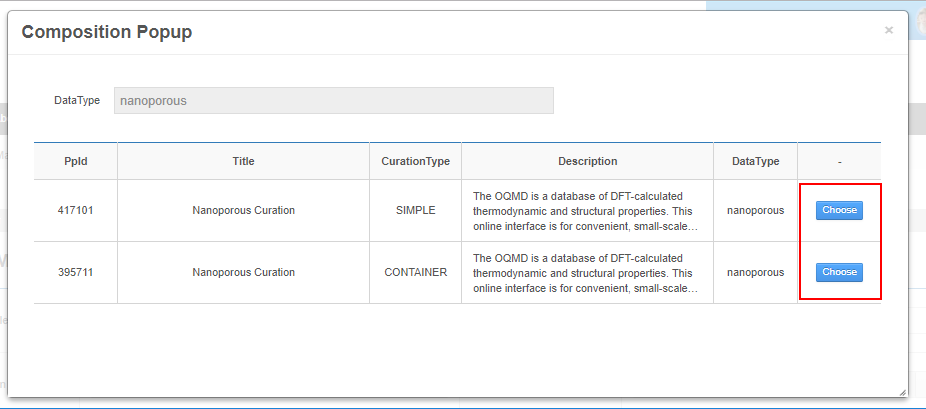 Composition Popup
×
DataType
nanoporous
PpId Title CurationType Description DataType -
417101 Nanoporous Curation SIMPLE The OQMD is a database of DFT-calculated
thermodynamic and structural properties. This
online interface is for convenient, small-scale...
nanoporous Choose
395711 Nanoporous Curation CONTAINER The OQMD is a database of DFT-calculated
thermodynamic and structural properties. This
online interface is for convenient, small-scale...
nanoporous Choose